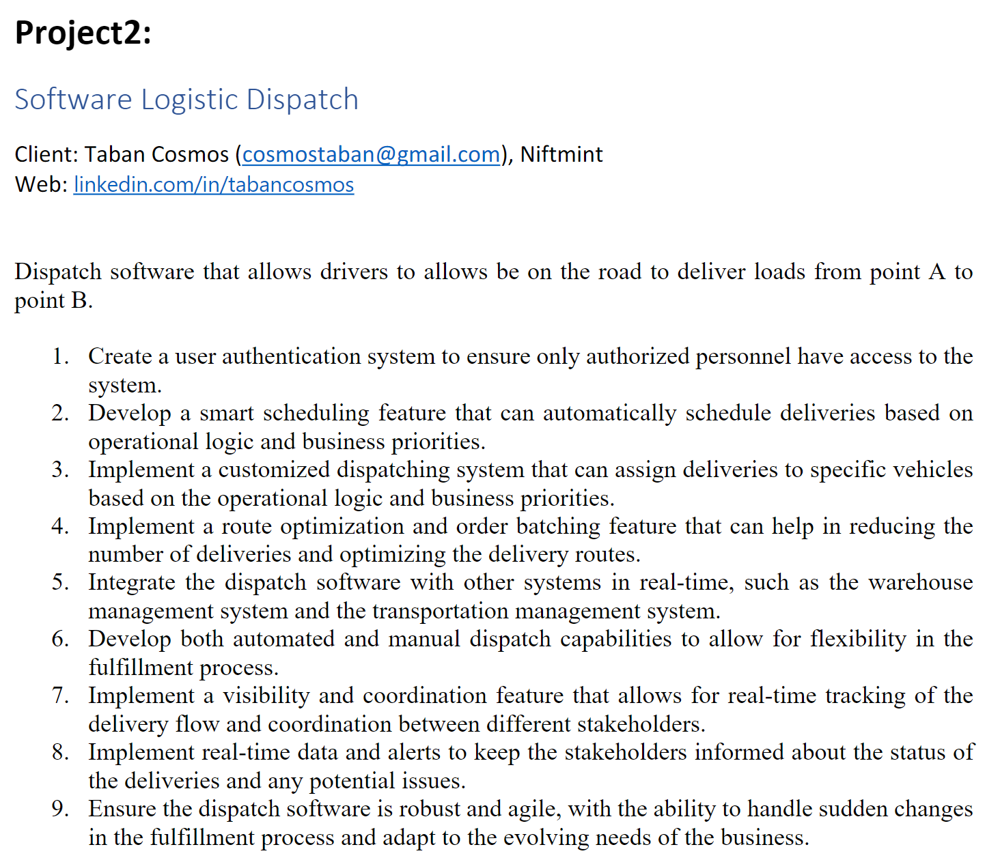 Project2:
Software Logistic Dispatch
Client: Taban Cosmos (cosmostaban@gmail.com), Niftmint
Web: linkedin.com/in/tabancosmos
Dispatch software that allows drivers to allows be on the road to deliver loads from point A to
point B.
1. Create a user authentication system to ensure only authorized personnel have access to the
system.
2. Develop a smart scheduling feature that can automatically schedule deliveries based on
operational logic and business priorities.
3. Implement a customized dispatching system that can assign deliveries to specific vehicles
based on the operational logic and business priorities.
4. Implement a route optimization and order batching feature that can help in reducing the
number of deliveries and optimizing the delivery routes.
5. Integrate the dispatch software with other systems in real-time, such as the warehouse
management system and the transportation management system.
6. Develop both automated and manual dispatch capabilities to allow for flexibility in the
fulfillment process.
7. Implement a visibility and coordination feature that allows for real-time tracking of the
delivery flow and coordination between different stakeholders.
8. Implement real-time data and alerts to keep the stakeholders informed about the status of
the deliveries and any potential issues.
9. Ensure the dispatch software is robust and agile, with the ability to handle sudden changes
in the fulfillment process and adapt to the evolving needs of the business.